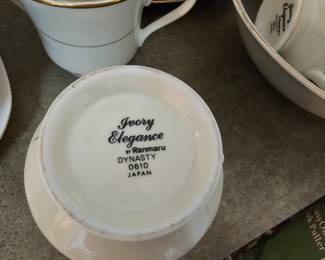 Ivory
Elegance
BY Ranmaru
DYNASTY
0610
JAPAN